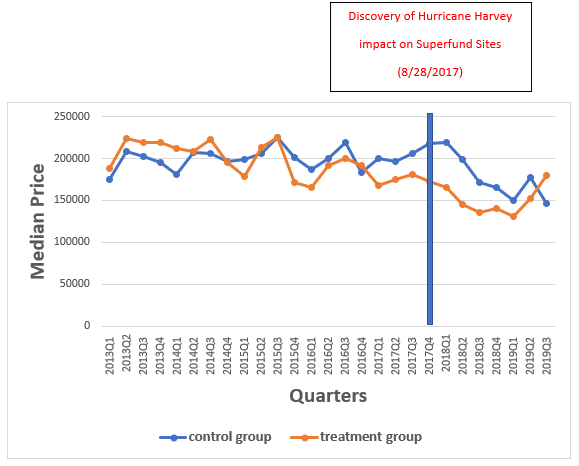 Discovery of Hurricane Harvey
impact on Superfund Sites
(8/28/2017)
250000
200000
150000
100000
50000
0
Median Price
2013Q1
2013Q2
2013Q3
2013Q4
2014Q1
2014Q2
2014Q3
2014Q4
2015Q1
2015Q2
2015Q3
2015Q4
2016Q1
2016Q2
2016Q3
2016Q4
2017Q1
2017Q2
2017Q3
2017Q4
2018Q1
2018Q2
2018Q3
2018Q4
2019Q1
2019Q2
2019Q3
Quarters
control group
treatment group